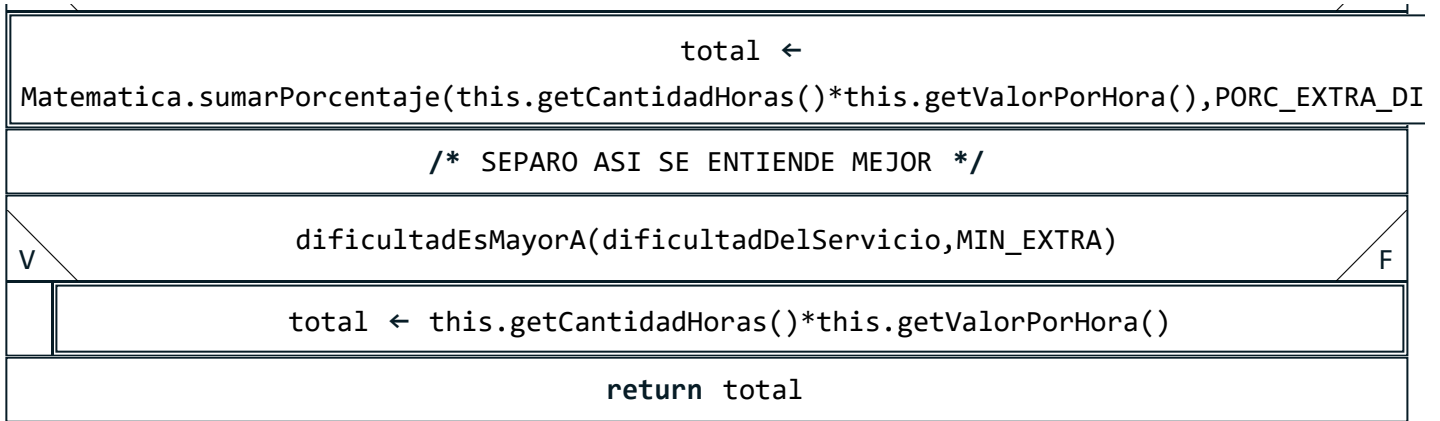 total ←
Matematica.sumarPorcentaje(this.getCantidadHoras()*this.getValorPorHora(),PORC_EXTRA_DI
/* SEPARO ASI SE ENTIENDE MEJOR */
dificultadEsMayorA(dificultadDelServicio,MIN_EXTRA)
V F
total ← this.getCantidadHoras()*this.getValorPorHora()
return total